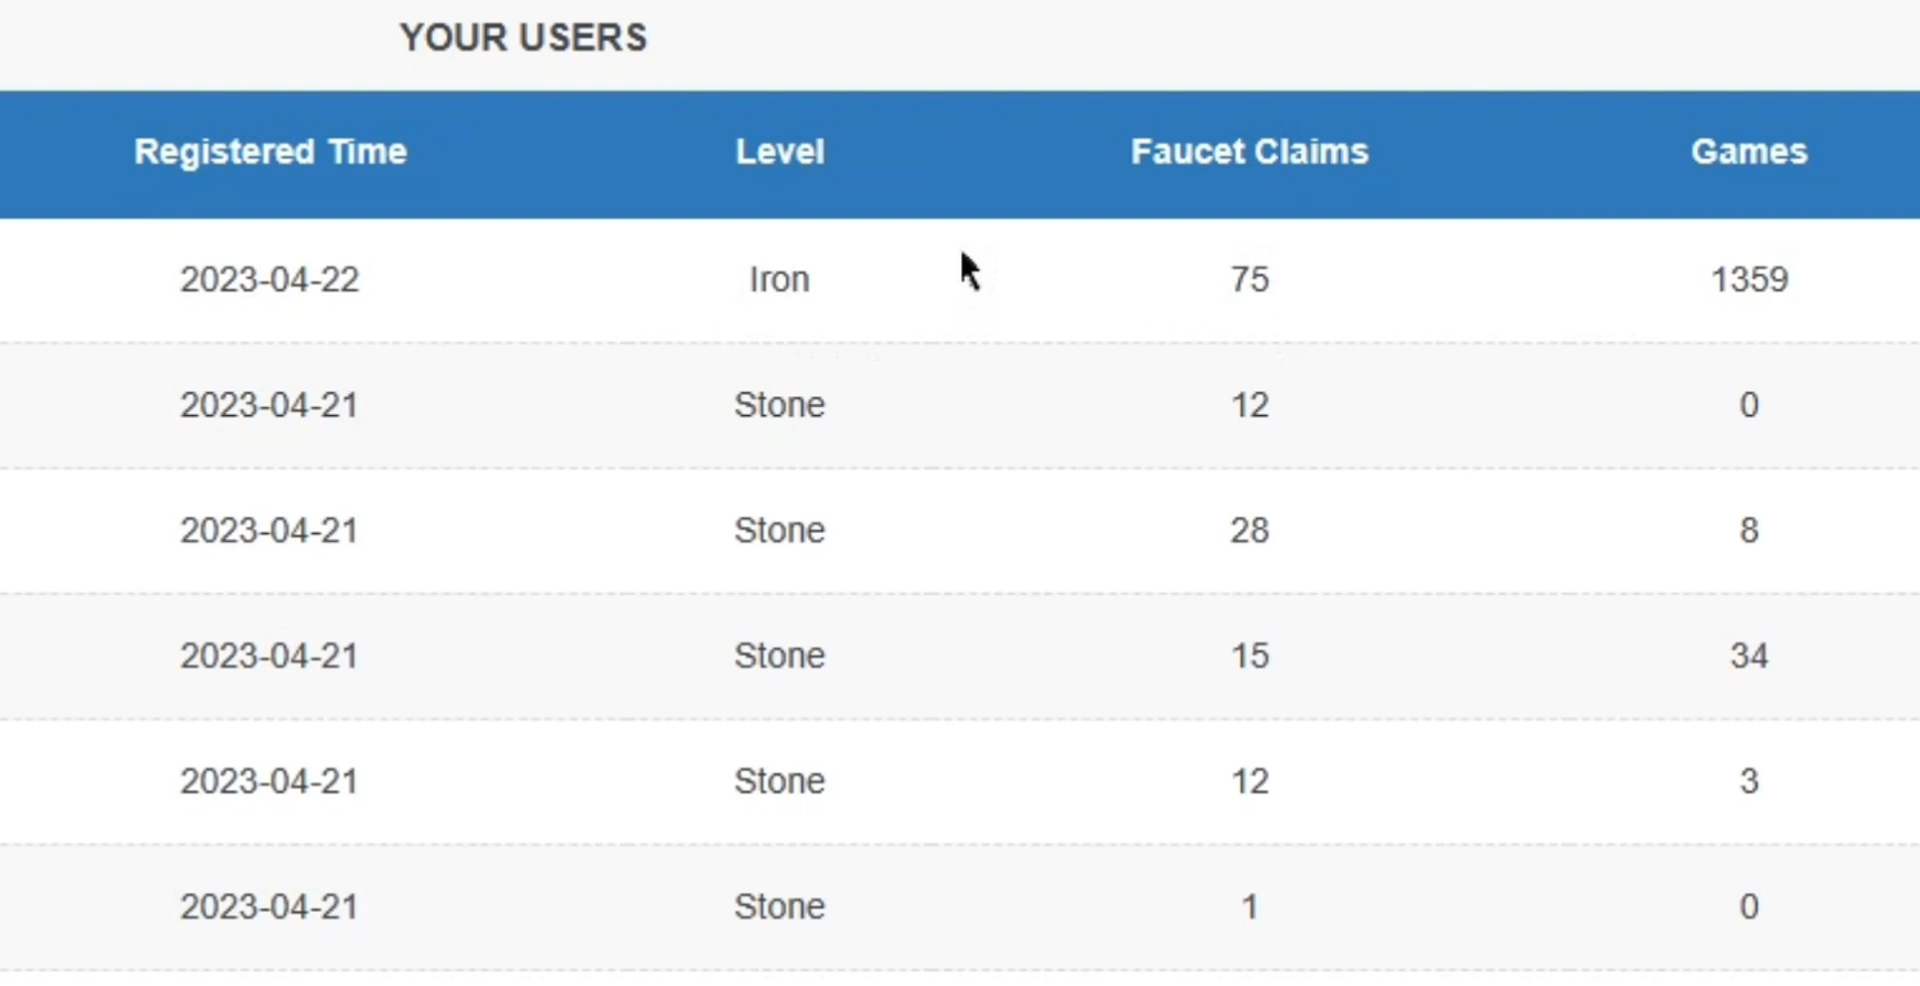 YOUR USERS
Registered Time Level Faucet Claims Games
2023-04-22 Iron 75 1359
2023-04-21 Stone 12 0
2023-04-21 Stone 28 8
2023-04-21 Stone 15 34
2023-04-21 Stone 12 3
2023-04-21 Stone 1 0